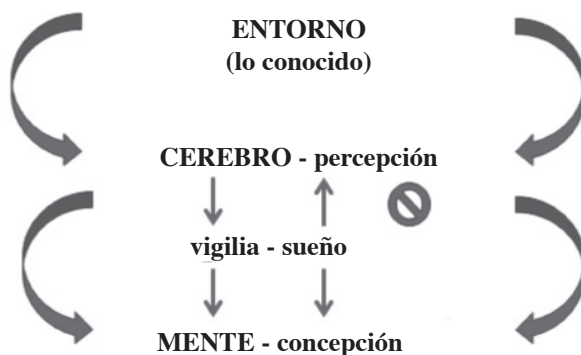 ENTORNO
(lo conocido)
CEREBRO - percepción
vigilia - sueño
MENTE - concepción